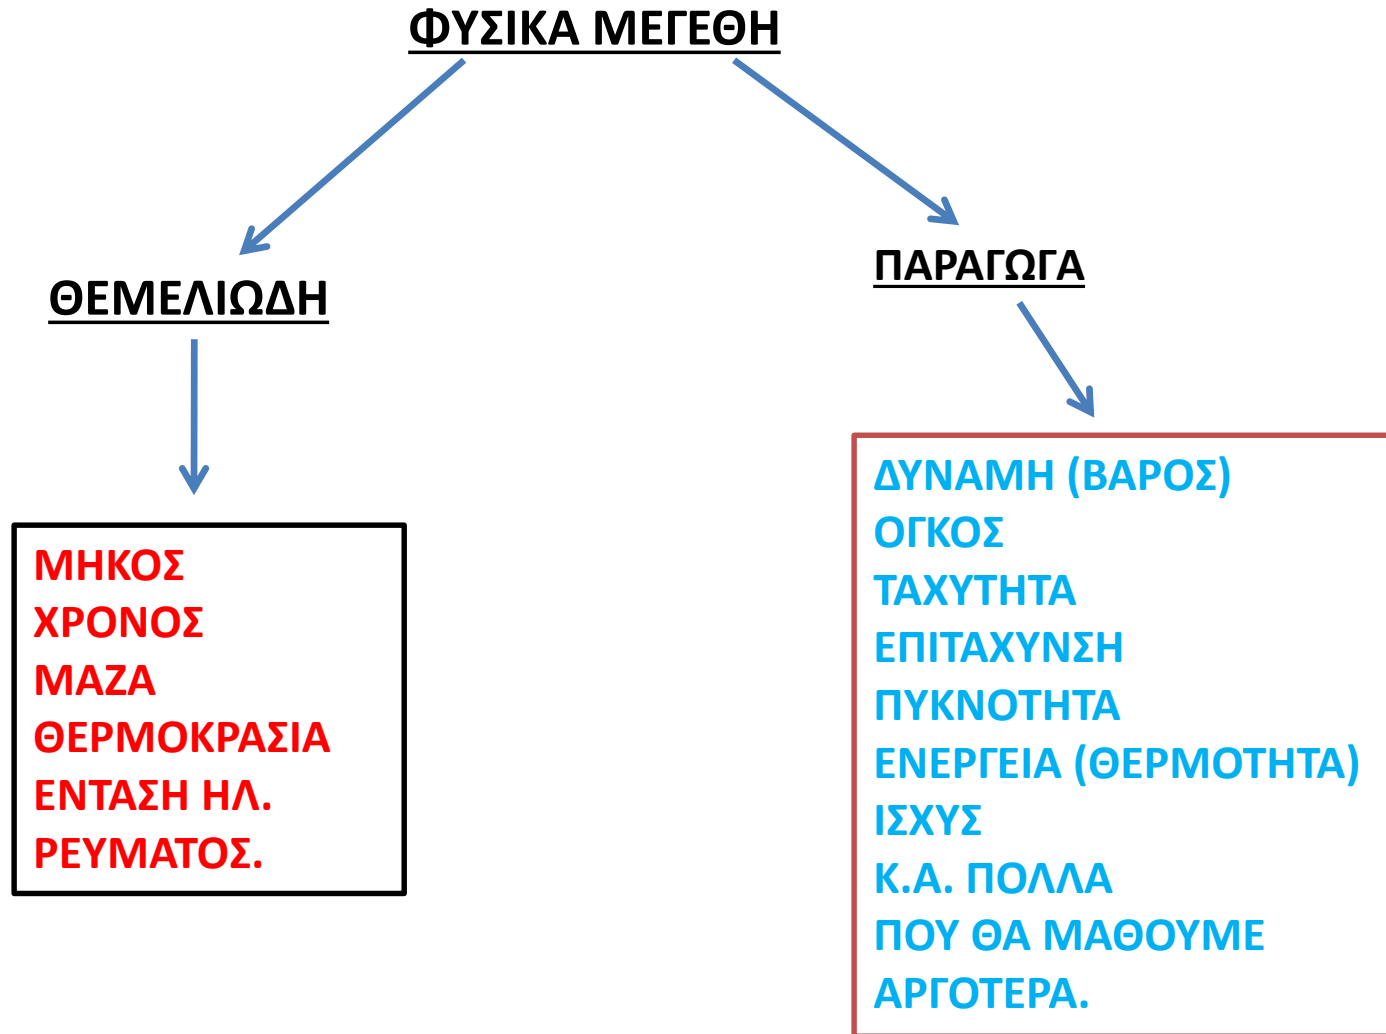 ΦΥΣΙΚΑ ΜΕΓΕΘΗ
ΘΕΜΕΛΙΩΔΗ
ΜΗΚΟΣ
ΧΡΟΝΟΣ
ΜΑΖΑ
ΘΕΡΜΟΚΡΑΣΙΑ
ΕΝΤΑΣΗ ΗΛ.
ΡΕΥΜΑΤΟΣ.
ΠΑΡΑΓΩΓΑ
ΔΥΝΑΜΗ (ΒΑΡΟΣ)
ΟΓΚΟΣ
ΤΑΧΥΤΗΤΑ
ΕΠΙΤΑΧΥΝΣΗ
ΠΥΚΝΟΤΗΤΑ
ΕΝΕΡΓΕΙΑ (ΘΕΡΜΟΤΗΤΑ)
ΙΣΧΥΣ
Κ.Α. ΠΟΛΛΑ
ΠΟΥ ΘΑ ΜΑΘΟΥΜΕ
ΑΡΓΟΤΕΡΑ.